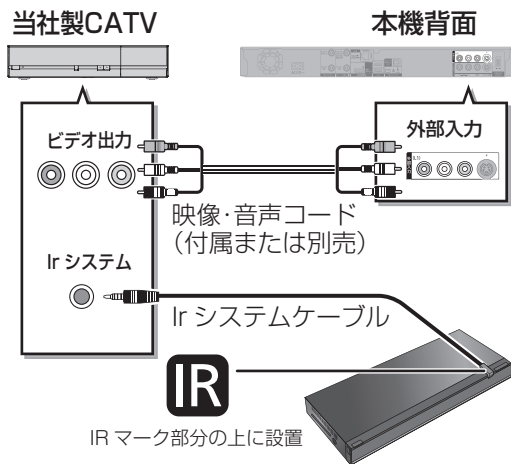 当社製CATV
本機背面
ビデオ出力
外部入力
映像・音声コード
(付属または別売)
Ir システム
Ir システムケーブル
IR
IR マーク部分の上に設置